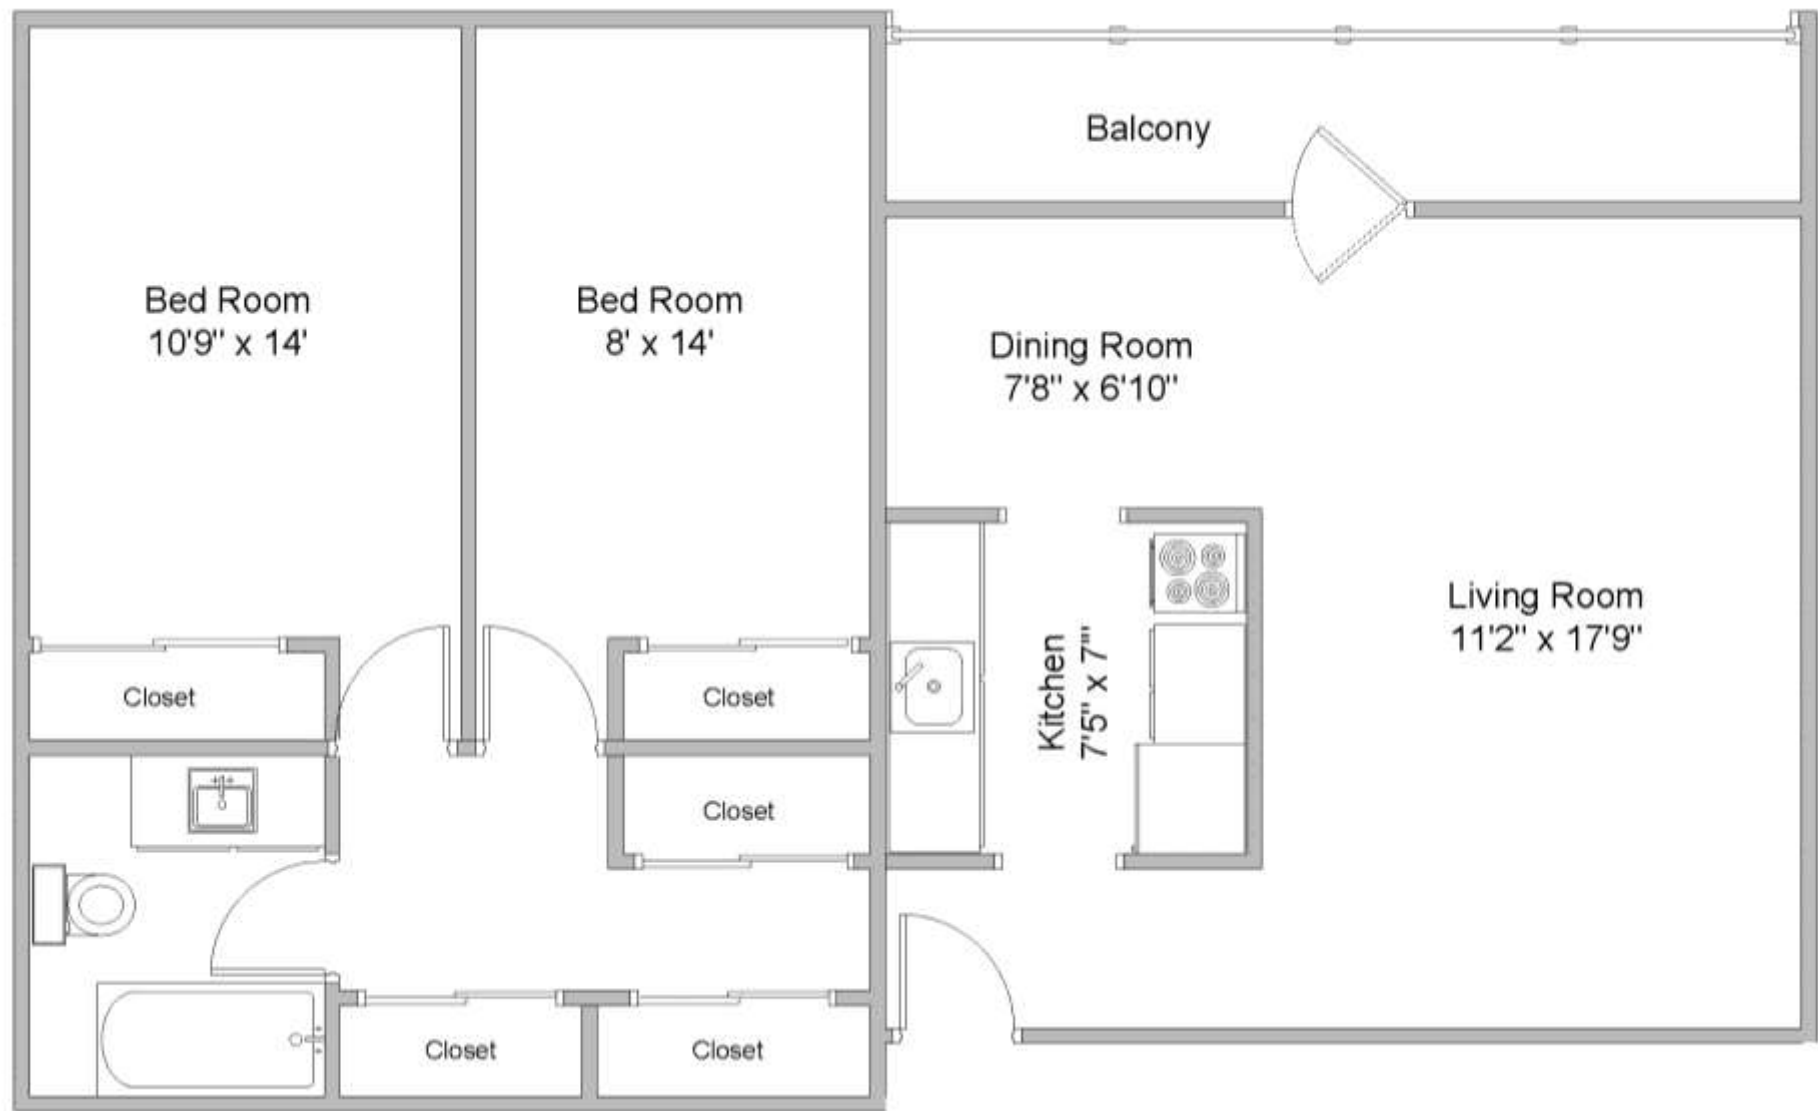 Balcony
Bed Room
10'9" x 14'
Bed Room
8' x 14'
Dining Room
7'8" x 6'10"
Living Room
11'2" x 17'9"
Kitchen
7'5" x 7'"
Closet
Closet
Closet
Closet
Closet